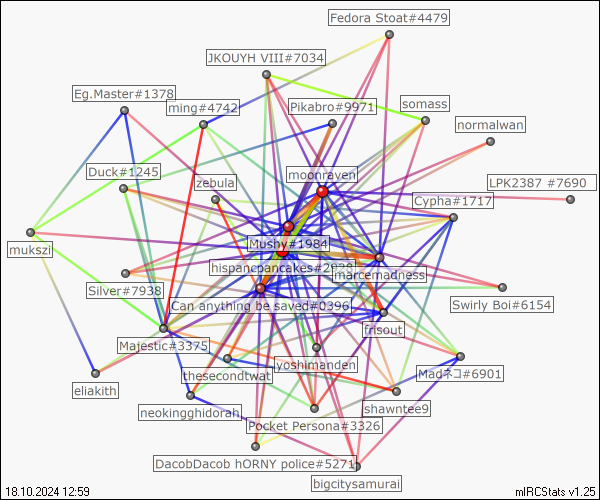 Fedora Stoat#4479
JKOUYH VIII#7034
Eg.Master#1378
ming#4742
Pikabro#9971
somass
normalwan
moonraven
Duck#1245
zebula
LPK2387 #7690
Cypha#1717
mukszi
Mushy#1984
hispancpancakes#2929
marcemadness
Silver#7938
Can anything be saved#0396
Swirly Boi#6154
frisout
Majestic#3375
yoshimanden
Madネコ#6901
thesecondtwat
eliakith
shawntee9
neokingghidorah
Pocket Persona#3326
DacobDacob hORNY police#5271
bigcitysamurai
18.10.2024 12:59
mIRCStats v1.25